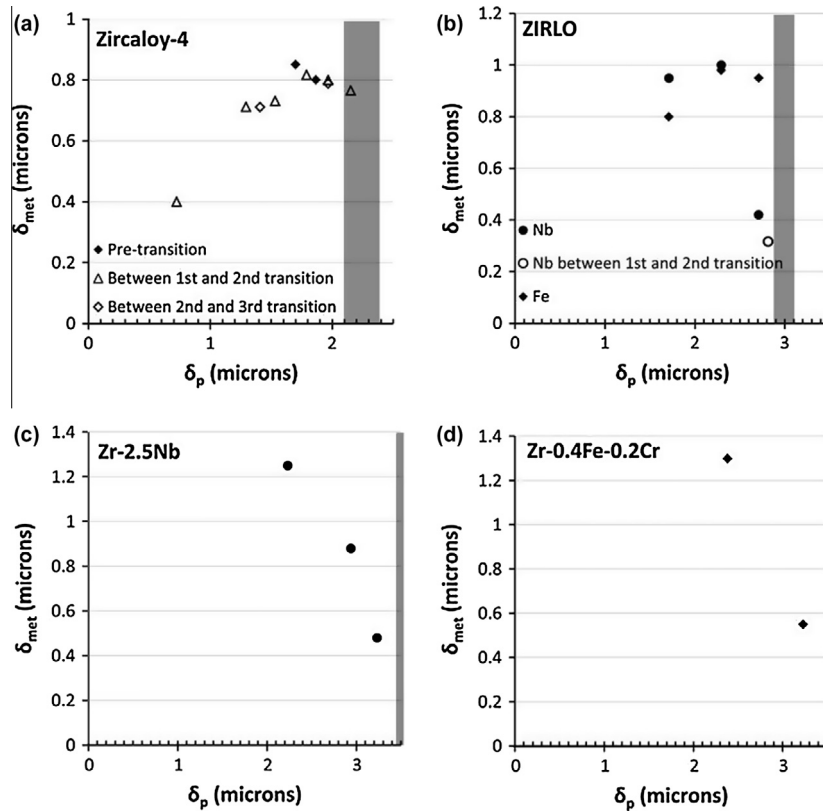 (a)
Zircaloy-4
1
0.8
0.6
0.4
0.2
0
δmet (microns)
Pre-transition
Between 1st and 2nd transition
Between 2nd and 3rd transition
0 1 2
δp (microns)
(b)
ZIRLO
1.2
1
0.8
0.6
0.4
0.2
0
δmet (microns)
Nb
Nb between 1st and 2nd transition
Fe
0 1 2 3
δp (microns)
(c)
Zr-2.5Nb
1.4
1.2
1
0.8
0.6
0.4
0.2
0
δmet (microns)
0 1 2 3
δp (microns)
(d)
Zr-0.4Fe-0.2Cr
1.4
1.2
1
0.8
0.6
0.4
0.2
0
δmet (microns)
0 1 2 3
δp (microns)